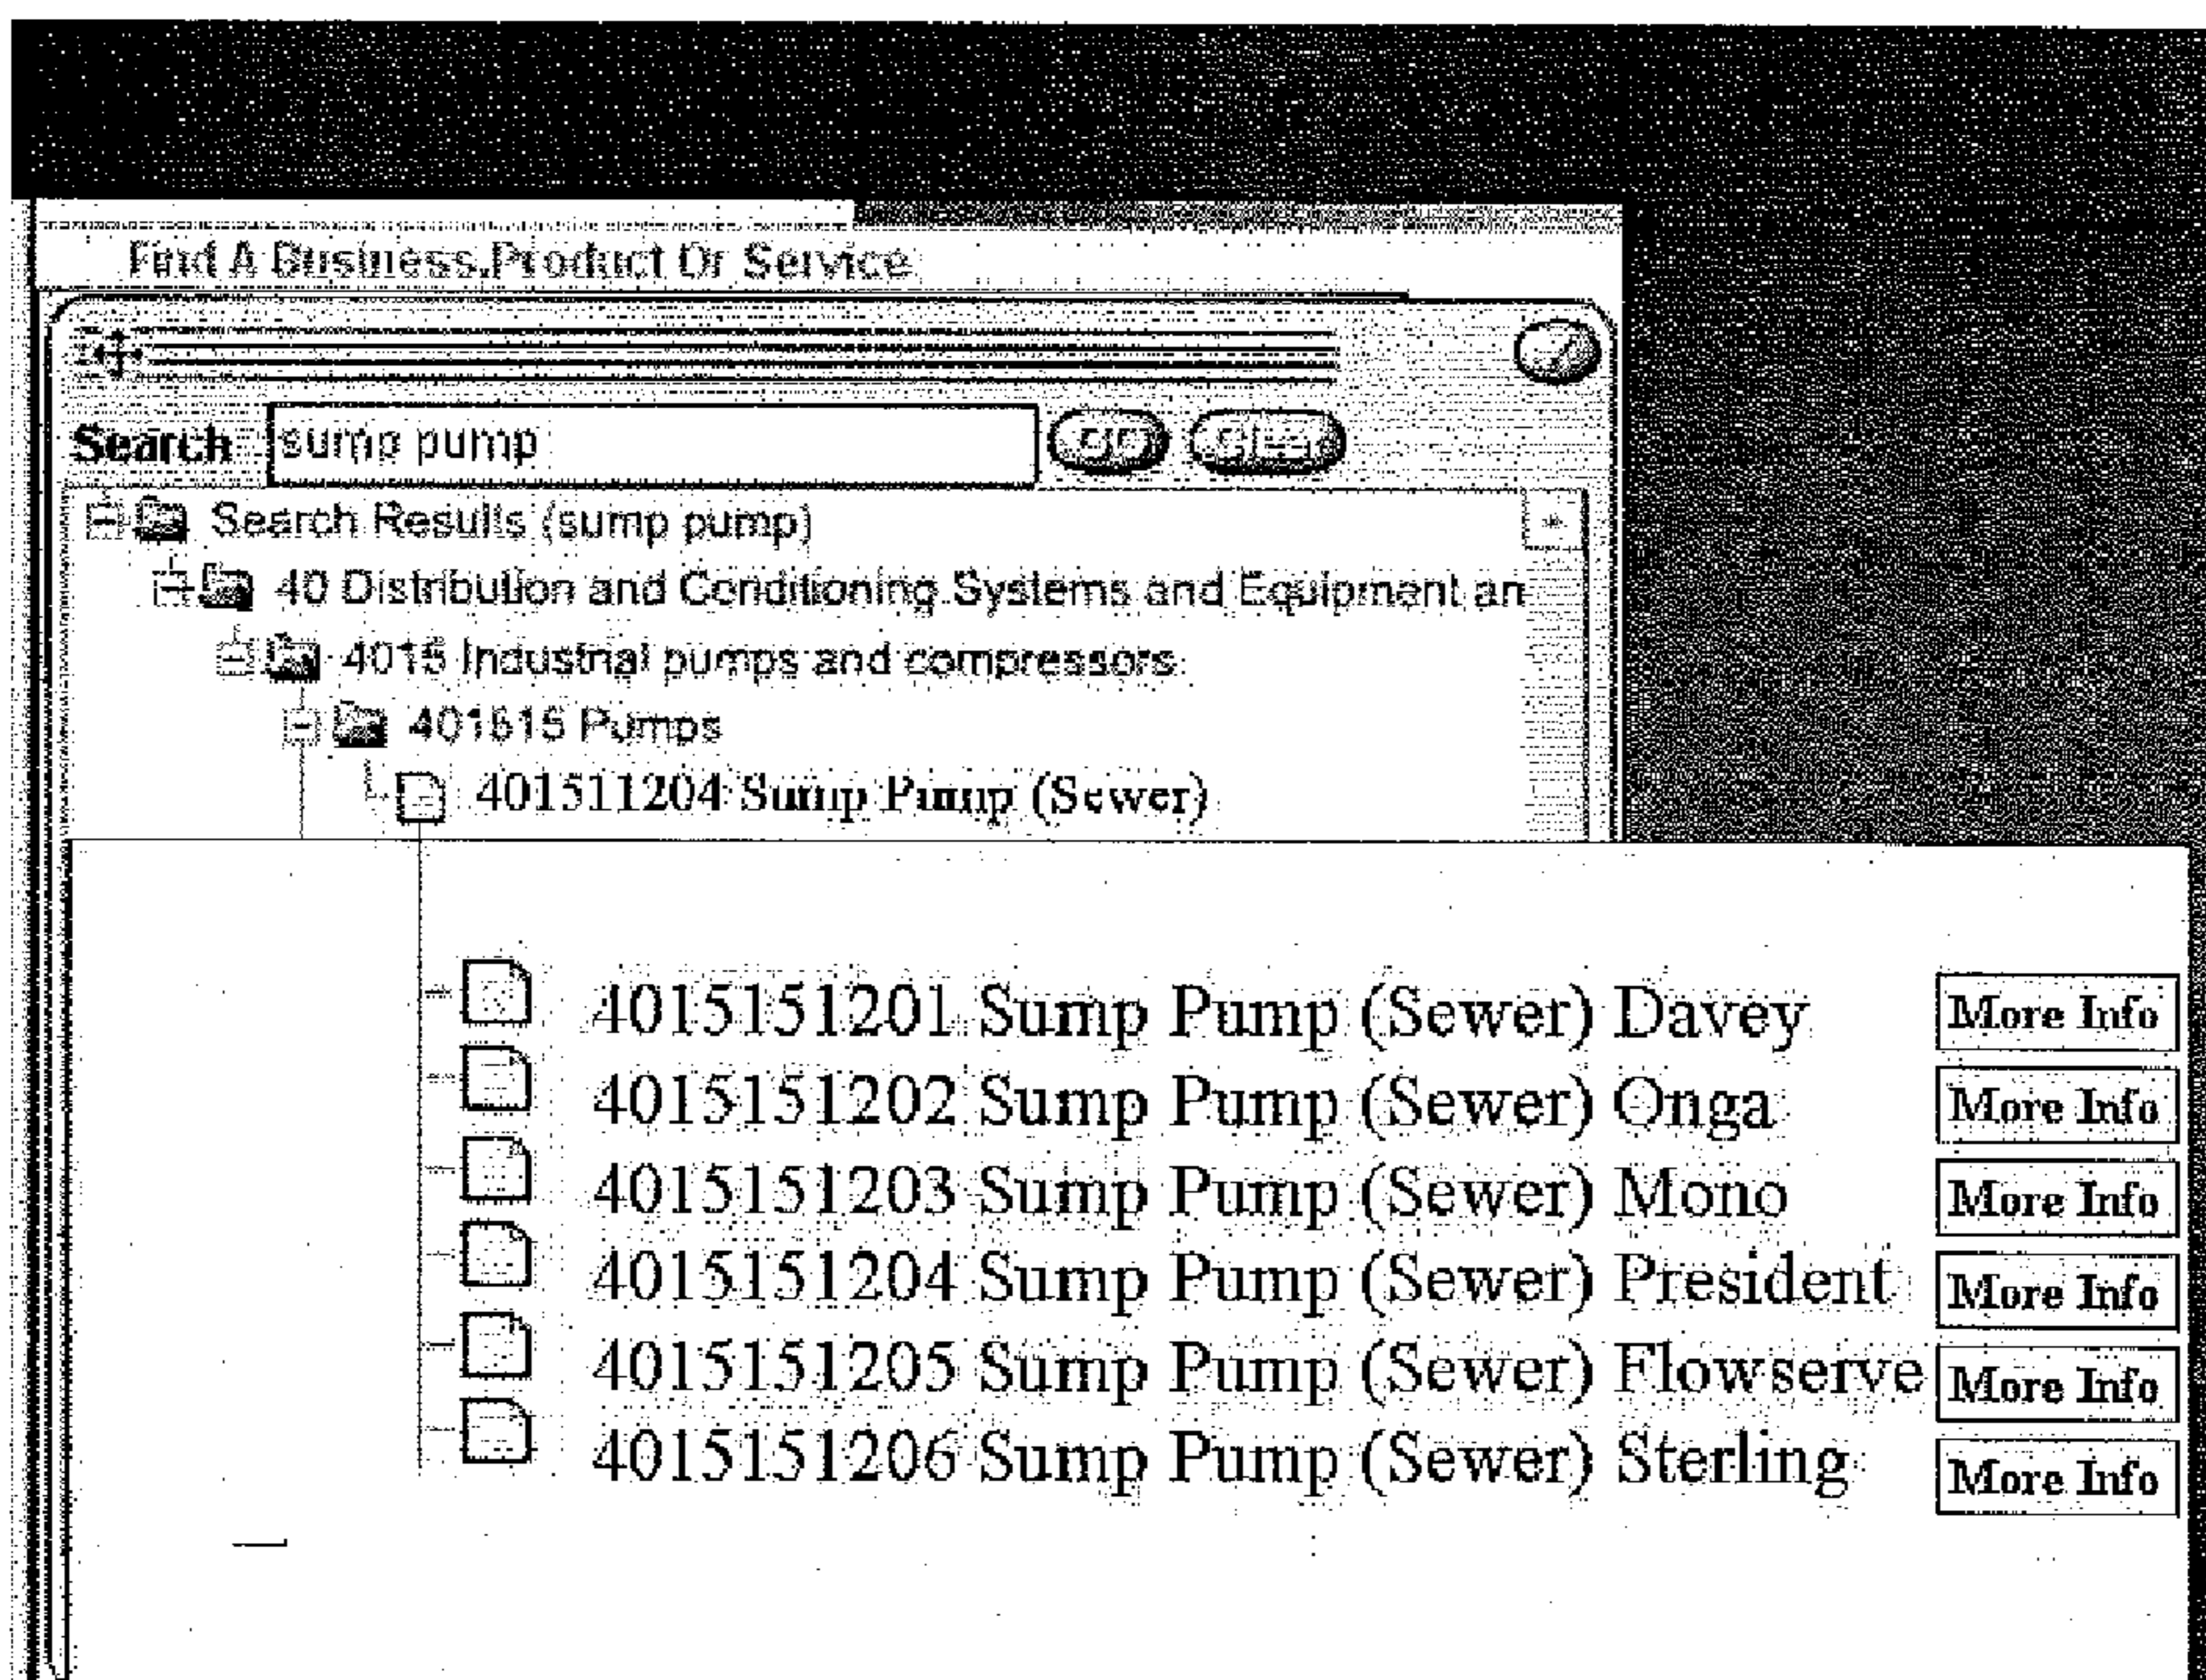 Find A Business,Product Or Service
Search sump pump GO Clear
Search Results (sump pump)
40 Distribution and Conditioning Systems and Equipment an
4015 Industrial pumps and compressors
401515 Pumps
401511204 Sump Pump (Sewer)
4015151201 Sump Pump (Sewer) Davey More Info
4015151202 Sump Pump (Sewer) Onga More Info
4015151203 Sump Pump (Sewer) Mono More Info
4015151204 Sump Pump (Sewer) President More Info
4015151205 Sump Pump (Sewer) Flowserve More Info
4015151206 Sump Pump (Sewer) Sterling More Info